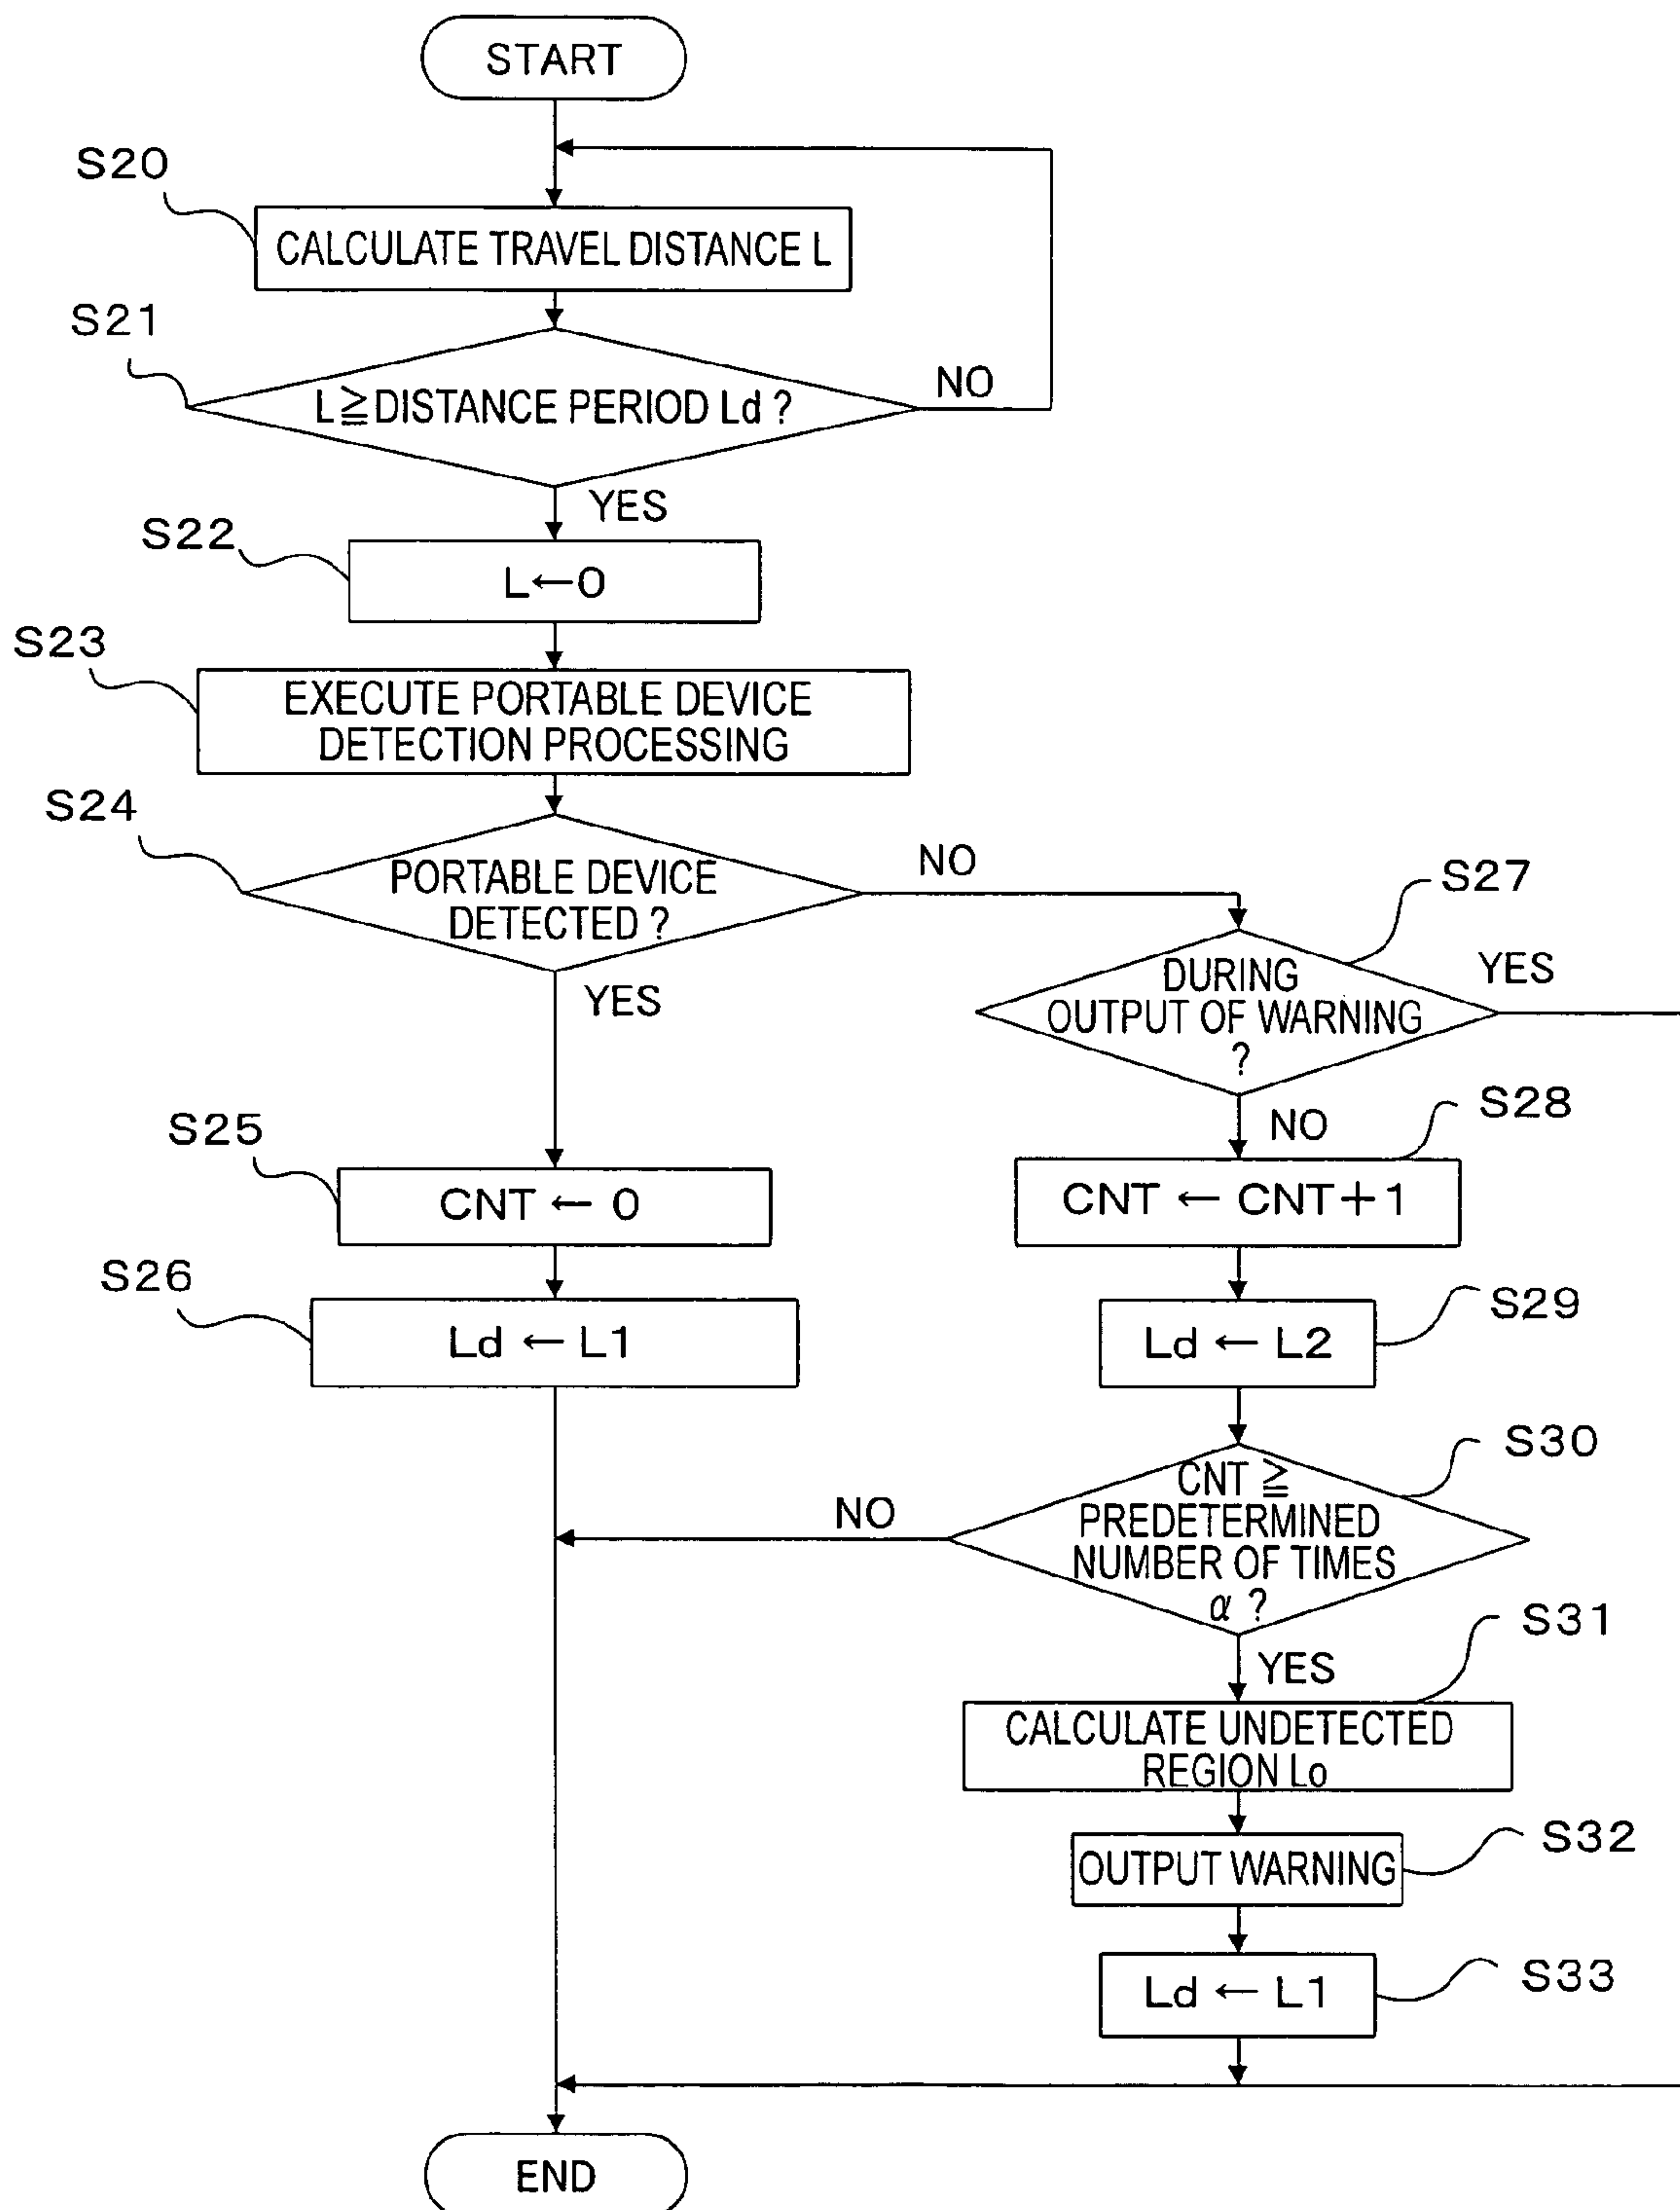 START
S20
CALCULATE TRAVEL DISTANCE L
S21
L≧DISTANCE PERIOD Ld ?
NO
YES
S22
L←0
S23
EXECUTE PORTABLE DEVICE
DETECTION PROCESSING
S24
PORTABLE DEVICE
DETECTED ?
NO
YES
S27
DURING
OUTPUT OF WARNING
?
YES
NO
S25
CNT ← 0
S28
CNT ← CNT+1
S26
Ld ← L1
S29
Ld ← L2
S30
CNT ≧
PREDETERMINED
NUMBER OF TIMES
α ?
NO
YES
S31
CALCULATE UNDETECTED
REGION Lo
S32
OUTPUT WARNING
S33
Ld ← L1
END